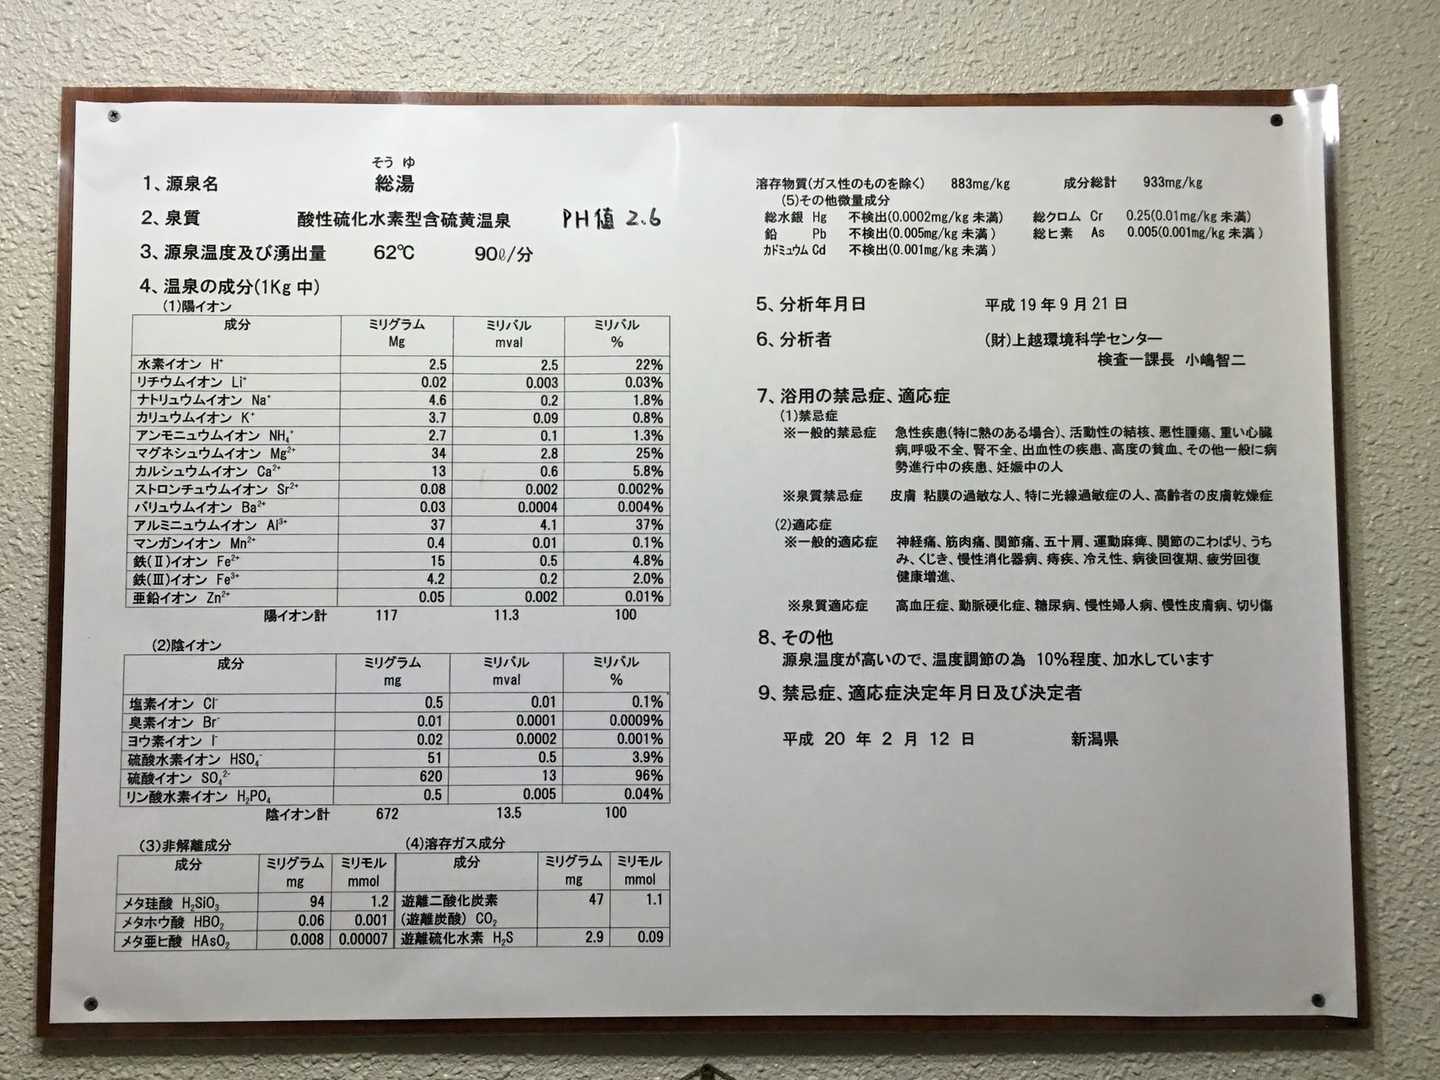 そう ゆ
1、源泉名 総湯
2、泉質 酸性硫化水素型含硫黄温泉 PH値 2.6
3、源泉温度及び湧出量 62℃ 90ℓ/分
4、温泉の成分(1Kg 中)
(1)陽イオン
成分 ミリグラム Mg ミリバル mval ミリバル %
水素イオン H⁺ 2.5 2.5 22%
リチウムイオン Li⁺ 0.02 0.003 0.03%
ナトリュウムイオン Na⁺ 4.6 0.2 1.8%
カリュウムイオン K⁺ 3.7 0.09 0.8%
アンモニュウムイオン NH₄⁺ 2.7 0.1 1.3%
マグネシュウムイオン Mg²⁺ 34 2.8 25%
カルシュウムイオン Ca²⁺ 13 0.6 5.8%
ストロンチュウムイオン Sr²⁺ 0.08 0.002 0.002%
バリュウムイオン Ba²⁺ 0.03 0.0004 0.004%
アルミニュウムイオン Al³⁺ 37 4.1 37%
マンガンイオン Mn²⁺ 0.4 0.01 0.1%
鉄(Ⅱ)イオン Fe²⁺ 15 0.5 4.8%
鉄(Ⅲ)イオン Fe³⁺ 4.2 0.2 2.0%
亜鉛イオン Zn²⁺ 0.05 0.002 0.01%
陽イオン計 117 11.3 100
(2)陰イオン
成分 ミリグラム mg ミリバル mval ミリバル %
塩素イオン Cl⁻ 0.5 0.01 0.1%
臭素イオン Br⁻ 0.01 0.0001 0.0009%
ヨウ素イオン I⁻ 0.02 0.0002 0.001%
硫酸水素イオン HSO₄⁻ 51 0.5 3.9%
硫酸イオン SO₄²⁻ 620 13 96%
リン酸水素イオン H₂PO₄ 0.5 0.005 0.04%
陰イオン計 672 13.5 100
(3)非解離成分
成分 ミリグラム mg ミリモル mmol
メタ珪酸 H₂SiO₃ 94 1.2
メタホウ酸 HBO₂ 0.06 0.001
メタ亜ヒ酸 HAsO₂ 0.008 0.00007
(4)溶存ガス成分
成分 ミリグラム mg ミリモル mmol
遊離二酸化炭素 47 1.1
(遊離炭酸) CO₂
遊離硫化水素 H₂S 2.9 0.09
溶存物質(ガス性のものを除く) 883mg/kg 成分総計 933mg/kg
(5)その他微量成分
総水銀 Hg 不検出(0.0002mg/kg 未満) 総クロム Cr 0.25(0.01mg/kg 未満)
鉛 Pb 不検出(0.005mg/kg 未満) 総ヒ素 As 0.005(0.001mg/kg 未満)
カドミュウム Cd 不検出(0.001mg/kg 未満)
5、分析年月日 平成 19 年 9 月 21 日
6、分析者 (財)上越環境科学センター
検査一課長 小嶋智二
7、浴用の禁忌症、適応症
(1)禁忌症
※一般的禁忌症 急性疾患(特に熱のある場合)、活動性の結核、悪性腫瘍、重い心臓
病,呼吸不全、腎不全、出血性の疾患、高度の貧血、その他一般に病
勢進行中の疾患、妊娠中の人
※泉質禁忌症 皮膚 粘膜の過敏な人、特に光線過敏症の人、高齢者の皮膚乾燥症
(2)適応症
※一般的適応症 神経痛、筋肉痛、関節痛、五十肩、運動麻痺、関節のこわばり、うち
み、くじき、慢性消化器病、痔疾、冷え性、病後回復期、疲労回復
健康増進、
※泉質適応症 高血圧症、動脈硬化症、糖尿病、慢性婦人病、慢性皮膚病、切り傷
8、その他
源泉温度が高いので、温度調節の為 10%程度、加水しています
9、禁忌症、適応症決定年月日及び決定者
平成 20 年 2 月 12 日 新潟県